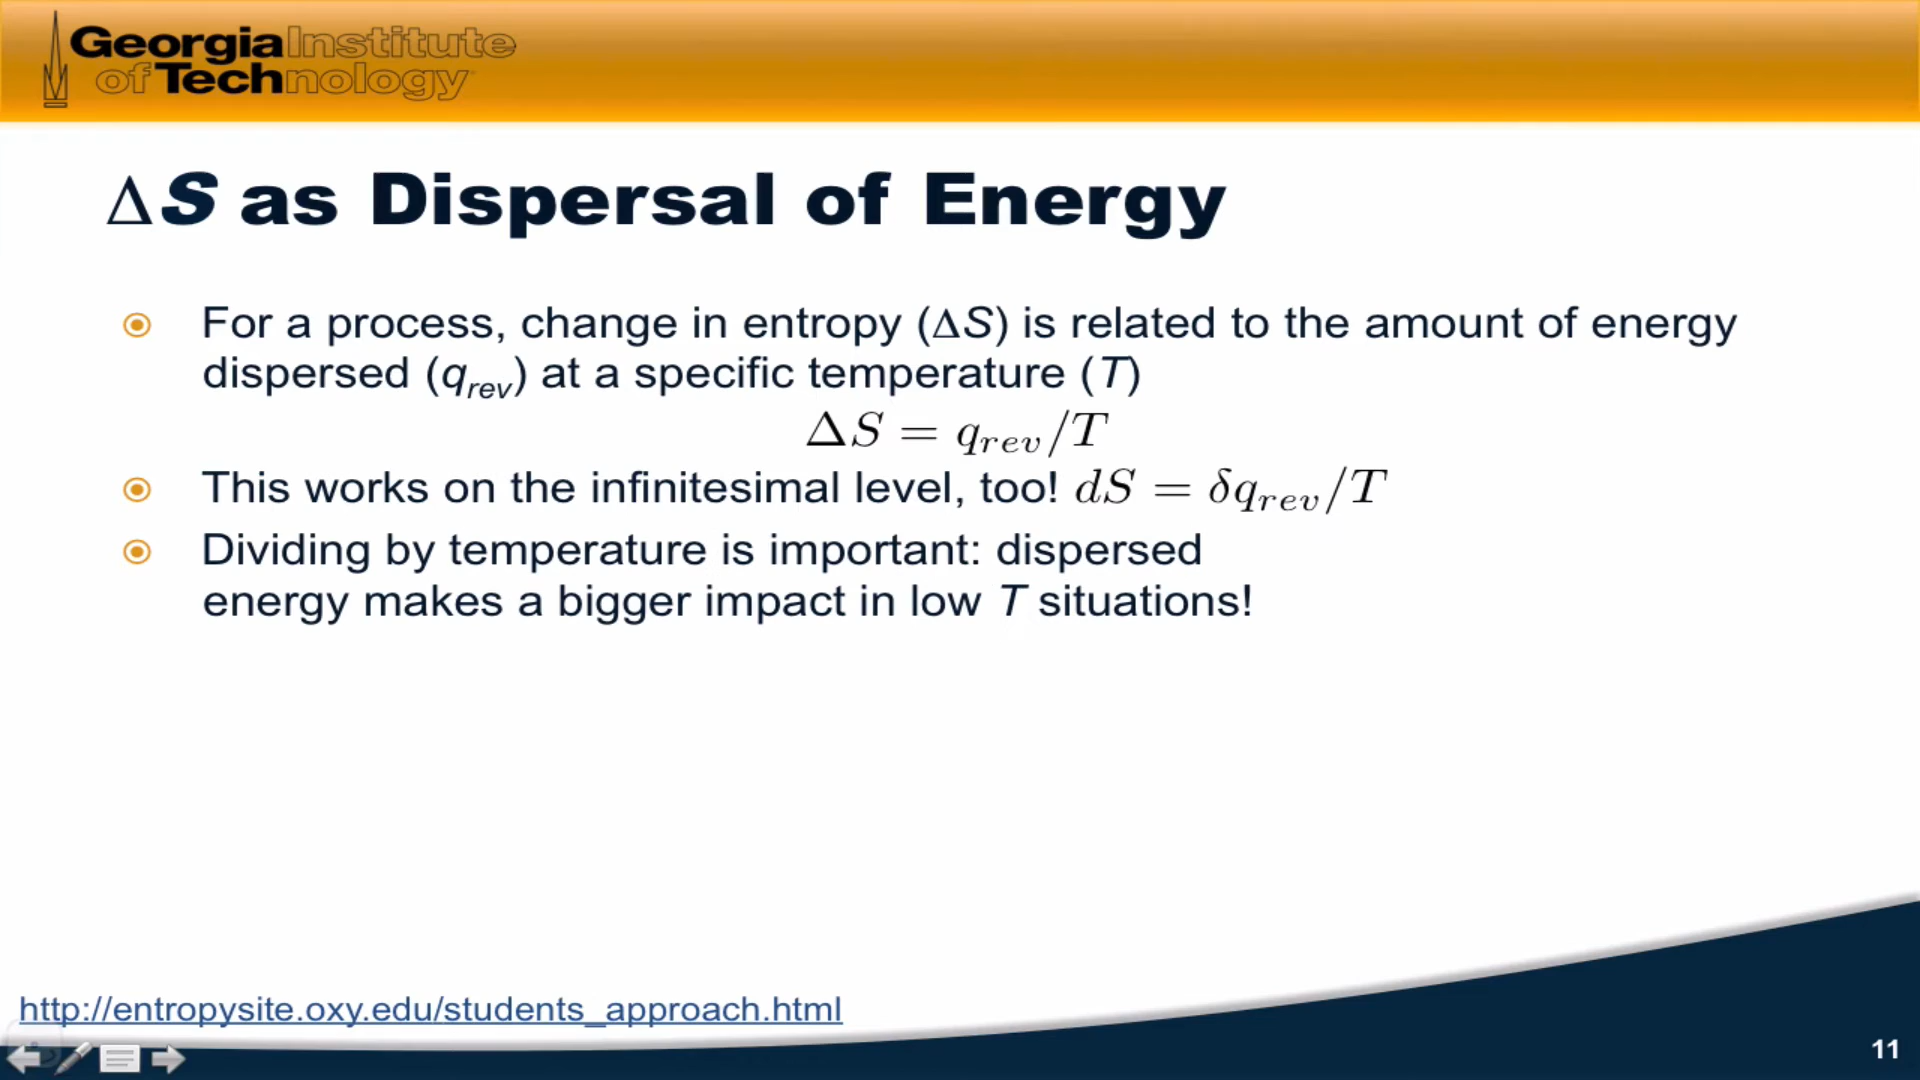 Georgia Institute
of Technology
ΔS as Dispersal of Energy
For a process, change in entropy (ΔS) is related to the amount of energy
dispersed (q_rev) at a specific temperature (T)
ΔS = q_rev/T
This works on the infinitesimal level, too! dS = δq_rev/T
Dividing by temperature is important: dispersed
energy makes a bigger impact in low T situations!
http://entropysite.oxy.edu/students_approach.html
11